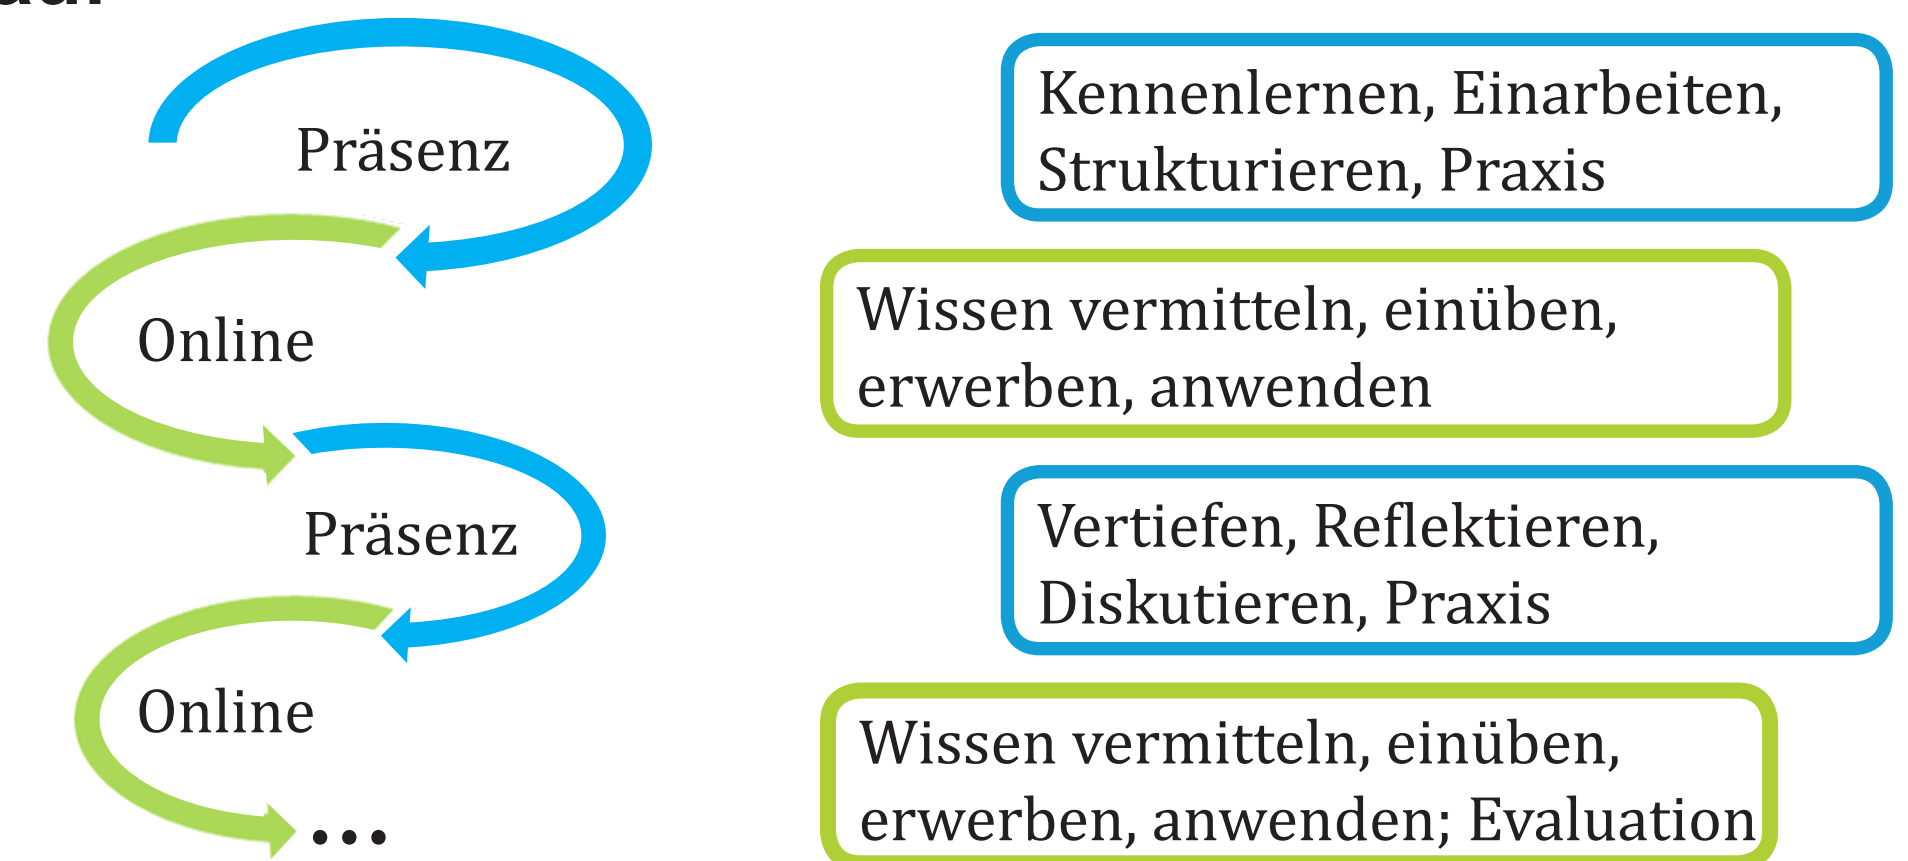 Präsenz
Kennenlernen, Einarbeiten,
Strukturieren, Praxis
Online
Wissen vermitteln, einüben,
erwerben, anwenden
Präsenz
Vertiefen, Reflektieren,
Diskutieren, Praxis
Online
Wissen vermitteln, einüben,
erwerben, anwenden; Evaluation
...